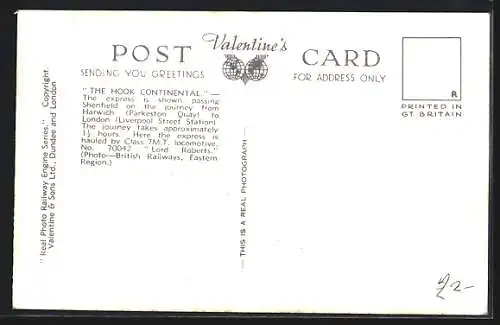 POST Valentine's CARD
SENDING YOU GREETINGS
FOR ADDRESS ONLY
R
PRINTED IN
GT BRITAIN
"THE HOOK CONTINENTAL."—
The express is shown passing
Shenfield on the journey from
Harwich (Parkeston Quay) to
London (Liverpool Street Station).
The journey takes approximately
1½ hours. Here the express is
hauled by Class 7M.T. locomotive,
No. 70042 "Lord Roberts."
(Photo—British Railways, Eastern
Region.)
"Real Photo Railway Engine Series." Copyright.
Valentine & Sons Ltd., Dundee and London
— THIS IS A REAL PHOTOGRAPH —
£2-